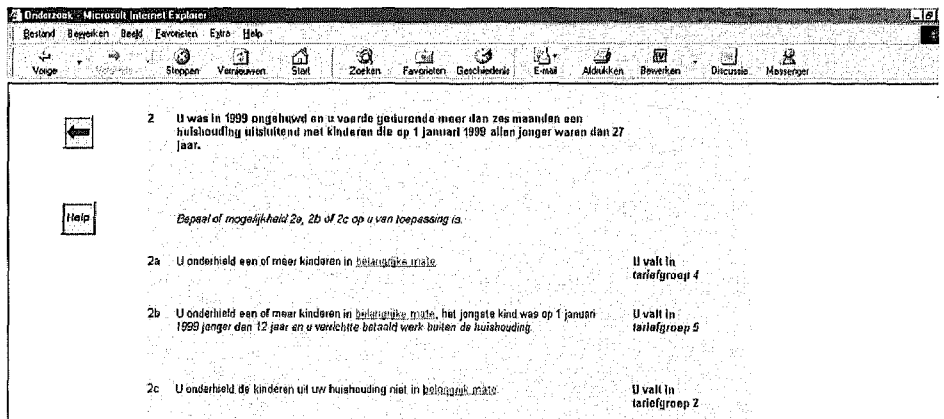 Onderzoek - Microsoft Internet Explorer
Bestand Bewerken Beeld Favorieten Extra Help
Vorige Stoppen Vernieuwen Start Zoeken Favorieten Geschiedenis E-mail Afdrukken Bewerken Discussie Messenger
2 U was in 1999 ongehuwd en u voerde gedurende meer dan zes maanden een
huishouding uitsluitend met kinderen die op 1 januari 1999 allen jonger waren dan 27
jaar.
Help
Bepaal of mogelijkheid 2a, 2b of 2c op u van toepassing is.
2a U onderhield een of meer kinderen in belangrijke mate. U valt in
tariefgroep 4
2b U onderhield een of meer kinderen in belangrijke mate, het jongste kind was op 1 januari U valt in
1999 jonger dan 12 jaar en u verrichtte betaald werk buiten de huishouding. tariefgroep 5
2c U onderhield de kinderen uit uw huishouding niet in belangrijk mate. U valt in
tariefgroep 2